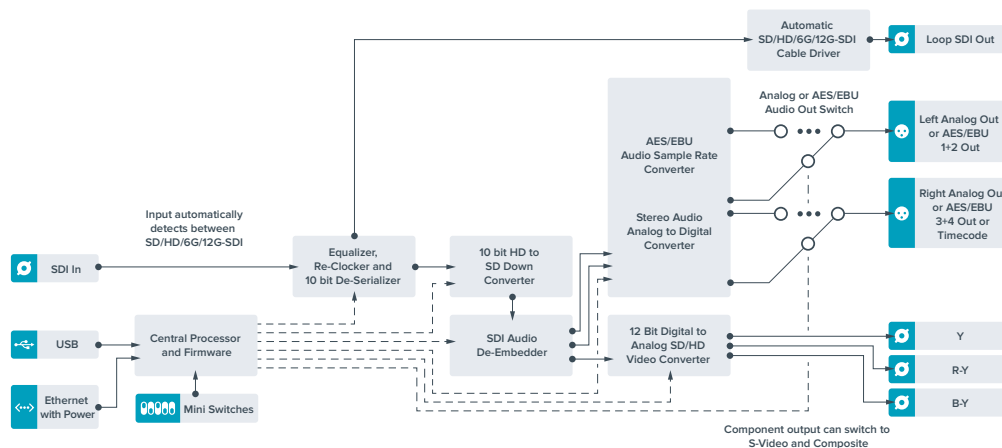 Automatic
SD/HD/6G/12G-SDI
Cable Driver
Loop SDI Out
Analog or AES/EBU
Audio Out Switch
AES/EBU
Audio Sample Rate
Converter
Left Analog Out
or AES/EBU
1+2 Out
Input automatically
detects between
SD/HD/6G/12G-SDI
Stereo Audio
Analog to Digital
Converter
Right Analog Out
or AES/EBU
3+4 Out or
Timecode
SDI In
Equalizer,
Re-Clocker and
10 bit De-Serializer
10 bit HD to
SD Down
Converter
USB
Central Processor
and Firmware
SDI Audio
De-Embedder
12 Bit Digital to
Analog SD/HD
Video Converter
Y
R-Y
Ethernet
with Power
Mini Switches
B-Y
Component output can switch to
S-Video and Composite